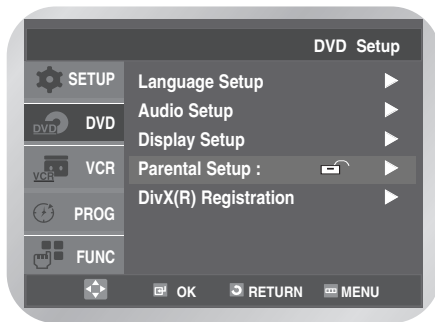 DVD Setup
SETUP
Language Setup
Audio Setup
DVD DVD
Display Setup
VCR VCR
Parental Setup :
DivX(R) Registration
PROG
FUNC
OK RETURN MENU